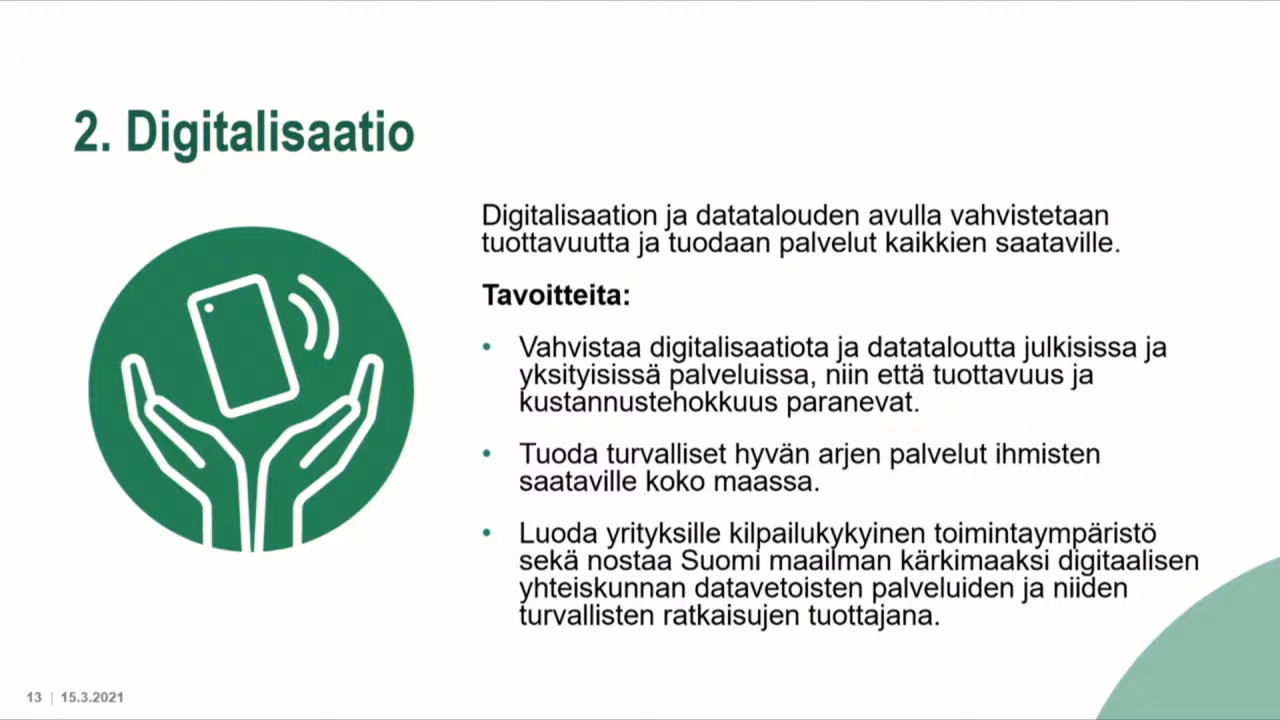 2. Digitalisaatio
Digitalisaation ja datatalouden avulla vahvistetaan
tuottavuutta ja tuodaan palvelut kaikkien saataville.
Tavoitteita:
• Vahvistaa digitalisaatiota ja datataloutta julkisissa ja
yksityisissä palveluissa, niin että tuottavuus ja
kustannustehokkuus paranevat.
• Tuoda turvalliset hyvän arjen palvelut ihmisten
saataville koko maassa.
• Luoda yrityksille kilpailukykyinen toimintaympäristö
sekä nostaa Suomi maailman kärkimaaksi digitaalisen
yhteiskunnan datavetoisten palveluiden ja niiden
turvallisten ratkaisujen tuottajana.
13 | 15.3.2021